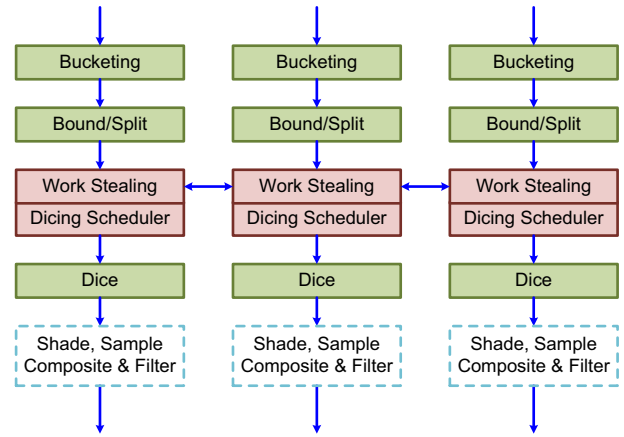 Bucketing
Bucketing
Bucketing
Bound/Split
Bound/Split
Bound/Split
Work Stealing
Work Stealing
Work Stealing
Dicing Scheduler
Dicing Scheduler
Dicing Scheduler
Dice
Dice
Dice
Shade, Sample
Composite & Filter
Shade, Sample
Composite & Filter
Shade, Sample
Composite & Filter